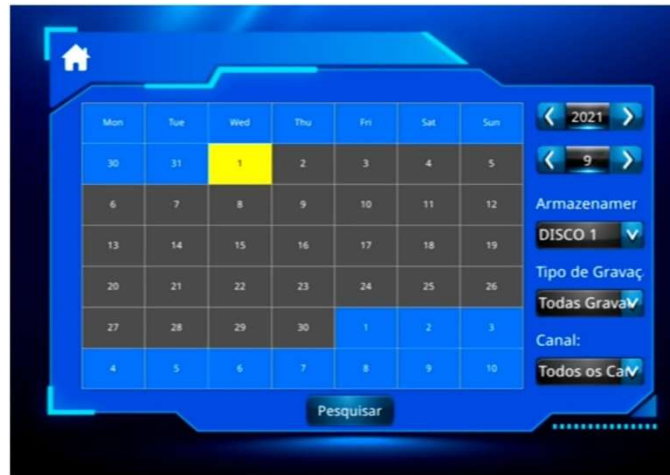 Mon Tue Wed Thu Fri Sat Sun
30 31 1 2 3 4 5
6 7 8 9 10 11 12
13 14 15 16 17 18 19
20 21 22 23 24 25 26
27 28 29 30 1 2 3
4 5 6 7 8 9 10
2021
9
Armazenamer
DISCO 1
Tipo de Gravaç
Todas Grava
Canal:
Todos os Can
Pesquisar